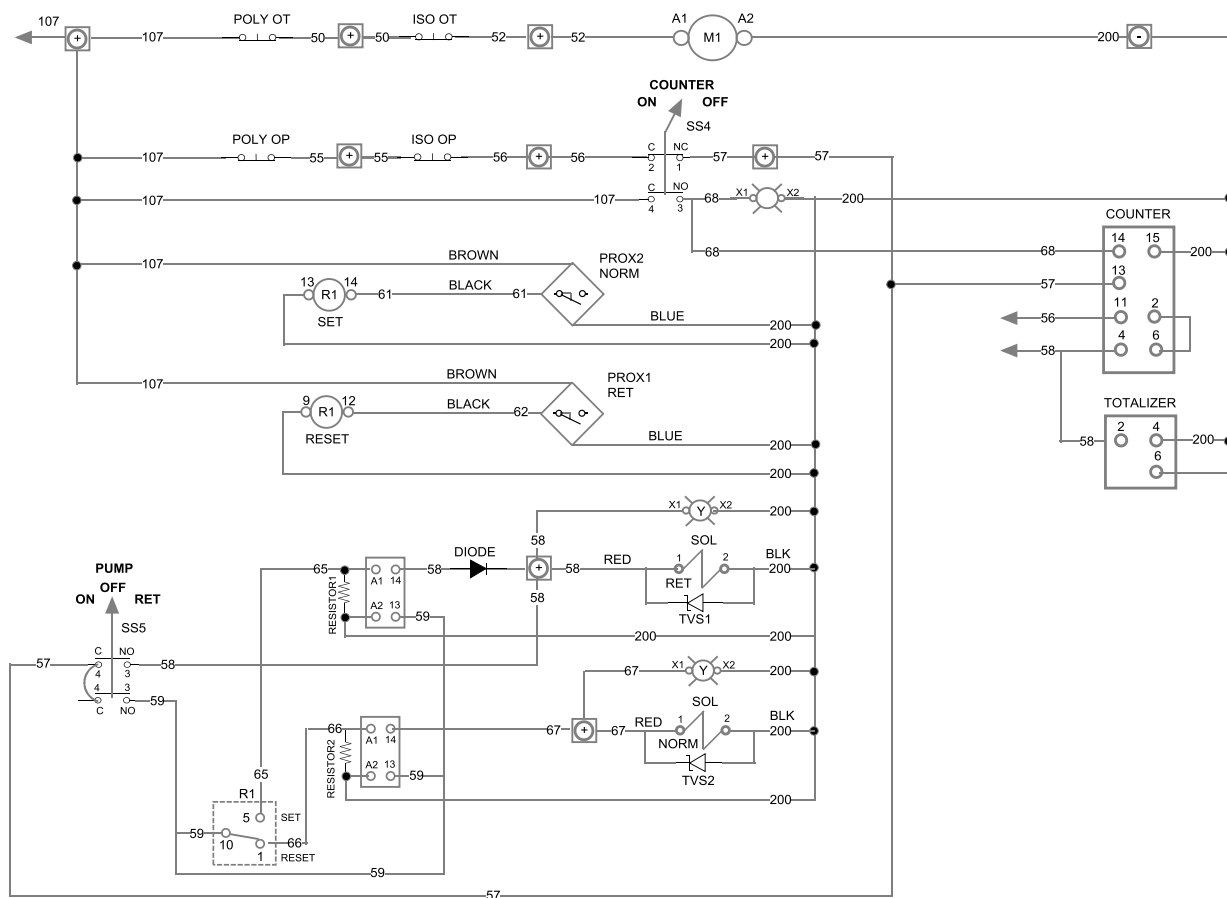 107
POLY OT
ISO OT
A1
A2
107
50
50
52
52
M1
200
COUNTER
ON
OFF
SS4
POLY OP
ISO OP
C
NC
107
55
55
56
56
2
1
57
57
C
NO
X1
X2
107
107
4
3
68
200
COUNTER
14
15
68
68
200
BROWN
PROX2
NORM
107
13
57
13
14
BLACK
R1
61
61
SET
11
2
56
BLUE
200
200
4
6
58
BROWN
PROX1
RET
107
9
12
BLACK
R1
62
RESET
BLUE
200
200
TOTALIZER
2
4
58
200
6
X1
X2
Y
200
58
DIODE
SOL
RED
1
2
BLK
65
A1
14
58
58
200
RET
RESISTOR1
58
A2
13
59
TVS1
200
200
PUMP
OFF
ON
RET
SS5
C
NO
57
4
3
58
4
3
59
C
NO
X1
X2
67
Y
200
SOL
RED
1
2
BLK
66
A1
14
67
67
200
NORM
RESISTOR2
A2
13
59
TVS2
200
65
R1
5
SET
59
10
66
1
RESET
59
57